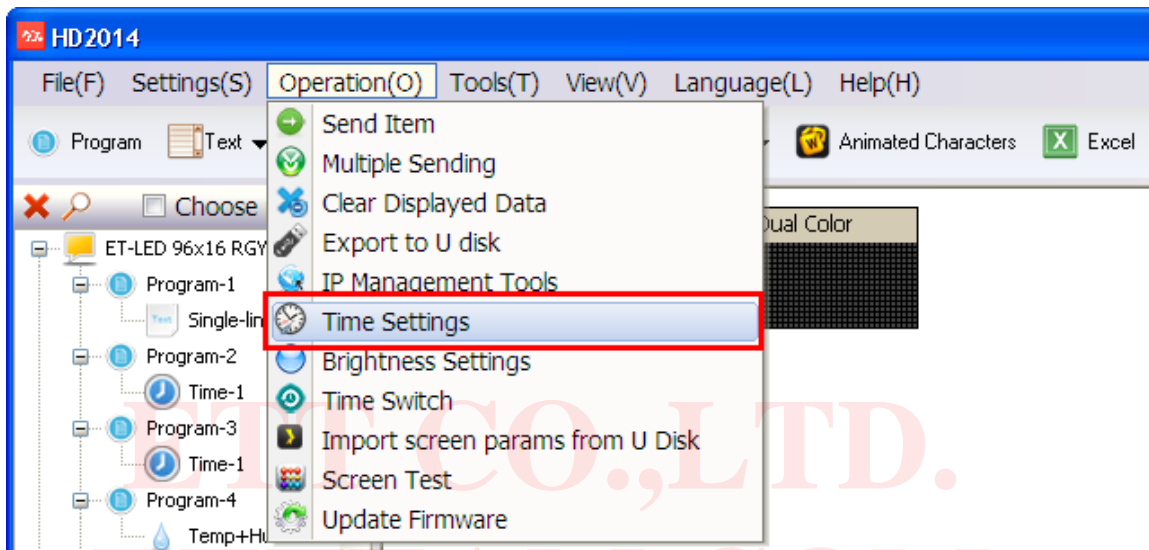 HD2014
File(F) Settings(S) Operation(O) Tools(T) View(V) Language(L) Help(H)
Program Text Animated Characters Excel
Choose
ET-LED 96x16 RGY
Program-1
Single-lin
Program-2
Time-1
Program-3
Time-1
Program-4
Temp+Hu
Send Item
Multiple Sending
Clear Displayed Data
Export to U disk
IP Management Tools
Time Settings
Brightness Settings
Time Switch
Import screen params from U Disk
Screen Test
Update Firmware
Dual Color
ETT CO.,LTD.